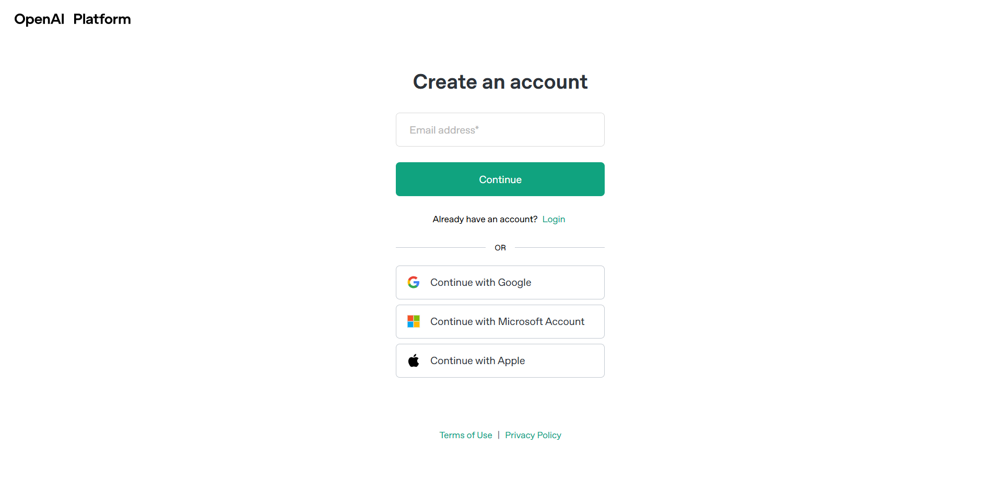 OpenAI Platform
Create an account
Email address*
Continue
Already have an account? Login
OR
Continue with Google
Continue with Microsoft Account
Continue with Apple
Terms of Use | Privacy Policy